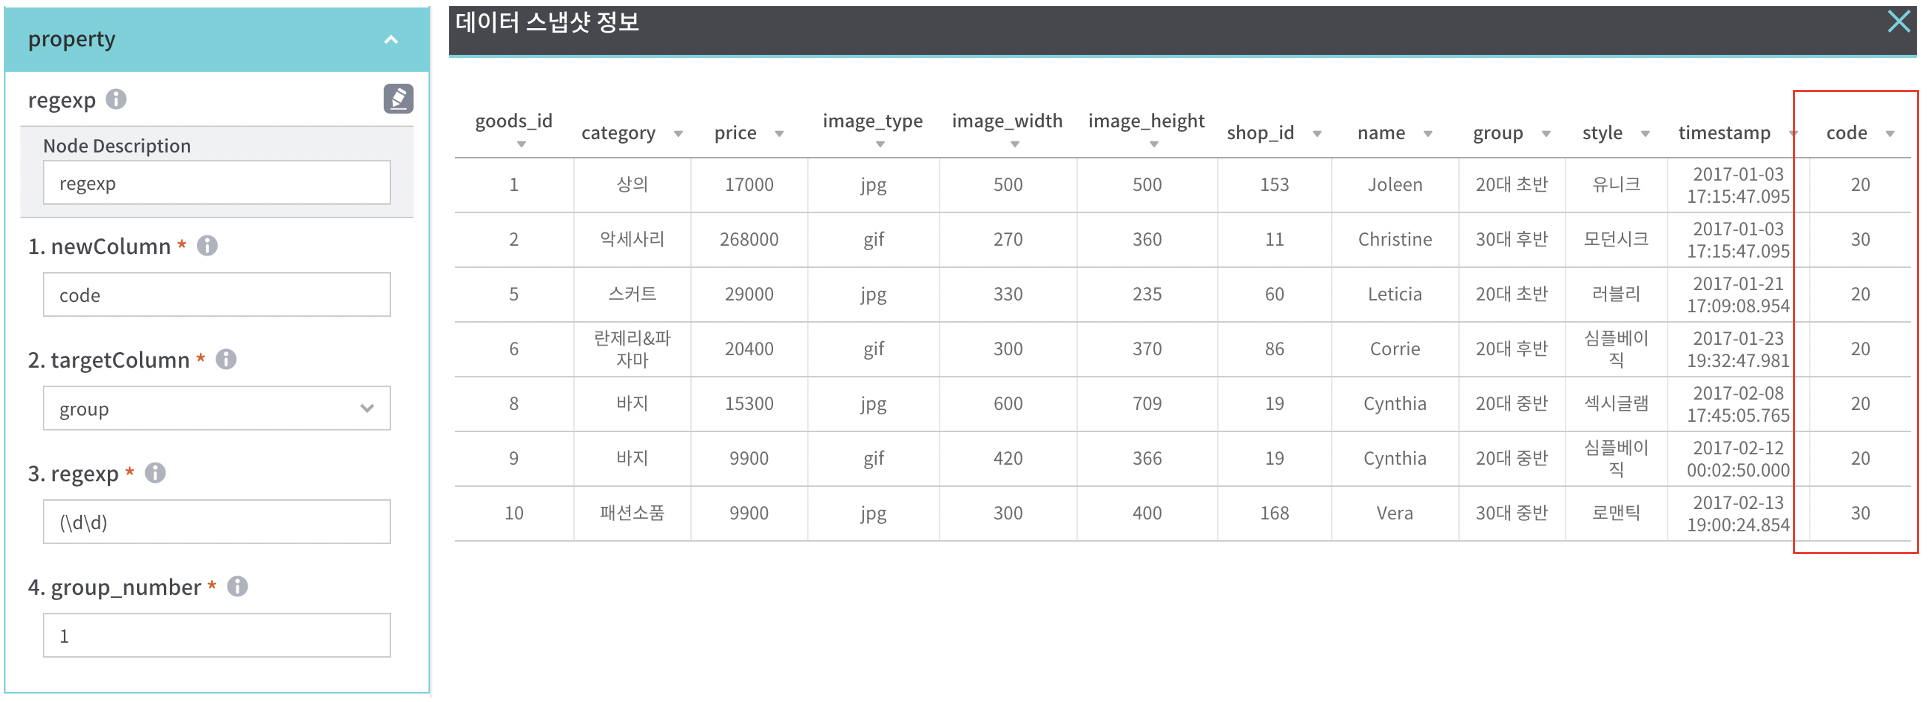 property
regexp
Node Description
regexp
1. newColumn *
code
2. targetColumn *
group
3. regexp *
(\d\d)
4. group_number *
1
데이터 스냅샷 정보
goods_id category price image_type image_width image_height shop_id name group style timestamp code
1 상의 17000 jpg 500 500 153 Joleen 20대 초반 유니크 2017-01-03 17:15:47.095 20
2 악세사리 268000 gif 270 360 11 Christine 30대 후반 모던시크 2017-01-03 17:15:47.095 30
5 스커트 29000 jpg 330 235 60 Leticia 20대 초반 러블리 2017-01-21 17:09:08.954 20
6 란제리&파자마 20400 gif 300 370 86 Corrie 20대 후반 심플베이직 2017-01-23 19:32:47.981 20
8 바지 15300 jpg 600 709 19 Cynthia 20대 중반 섹시글램 2017-02-08 17:45:05.765 20
9 바지 9900 gif 420 366 19 Cynthia 20대 중반 심플베이직 2017-02-12 00:02:50.000 20
10 패션소품 9900 jpg 300 400 168 Vera 30대 중반 로맨틱 2017-02-13 19:00:24.854 30